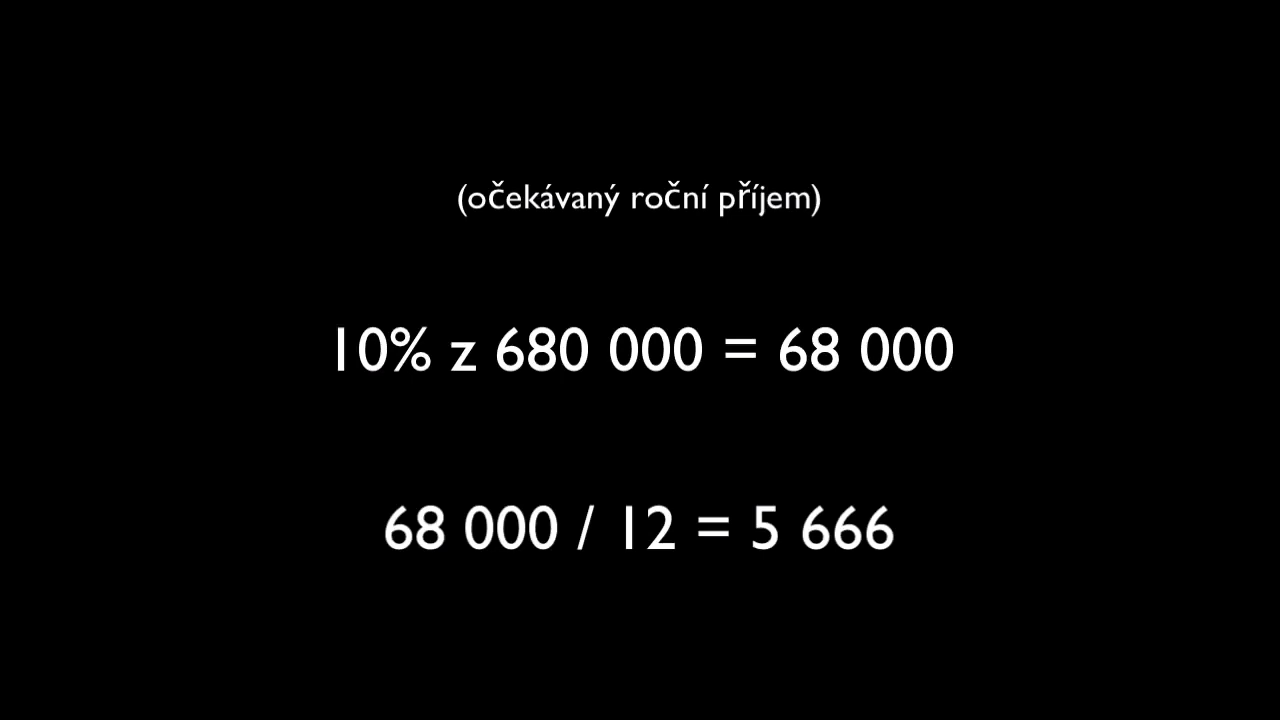 (očekávaný roční příjem)
10% z 680 000 = 68 000
68 000 / 12 = 5 666